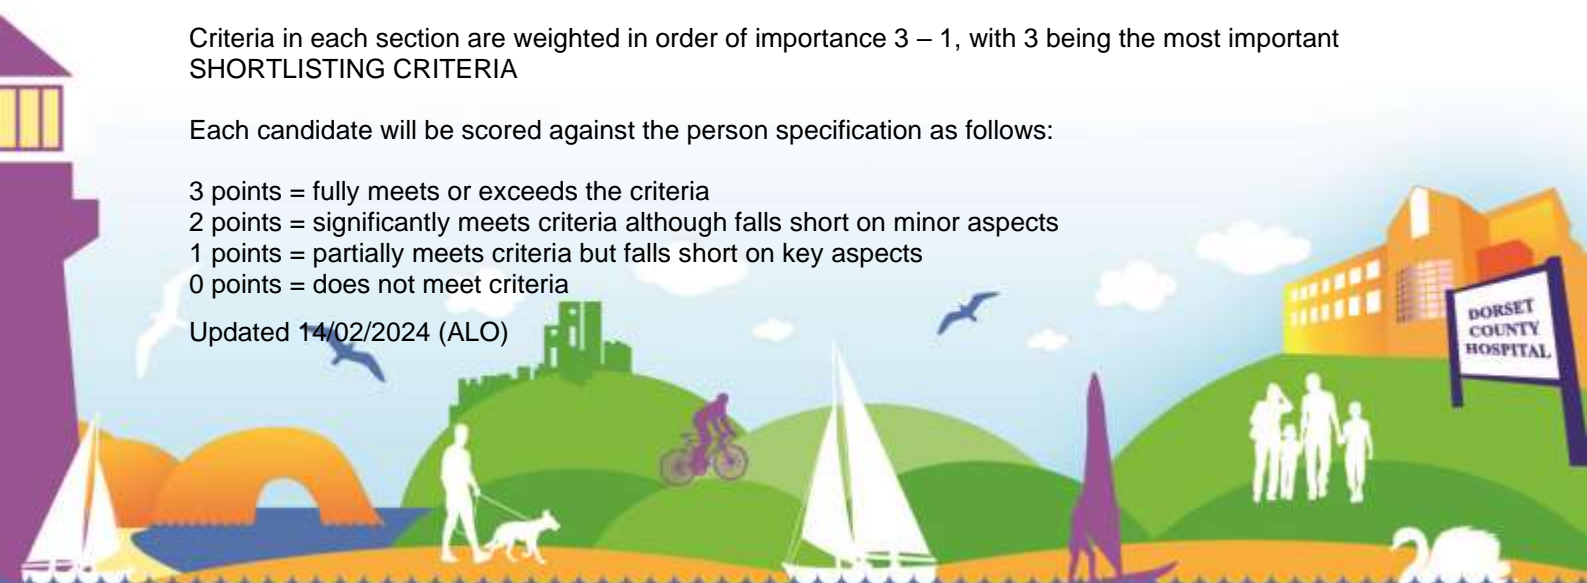 Criteria in each section are weighted in order of importance 3 – 1, with 3 being the most important
SHORTLISTING CRITERIA
Each candidate will be scored against the person specification as follows:
3 points = fully meets or exceeds the criteria
2 points = significantly meets criteria although falls short on minor aspects
1 points = partially meets criteria but falls short on key aspects
0 points = does not meet criteria
Updated 14/02/2024 (ALO)
DORSET
COUNTY
HOSPITAL